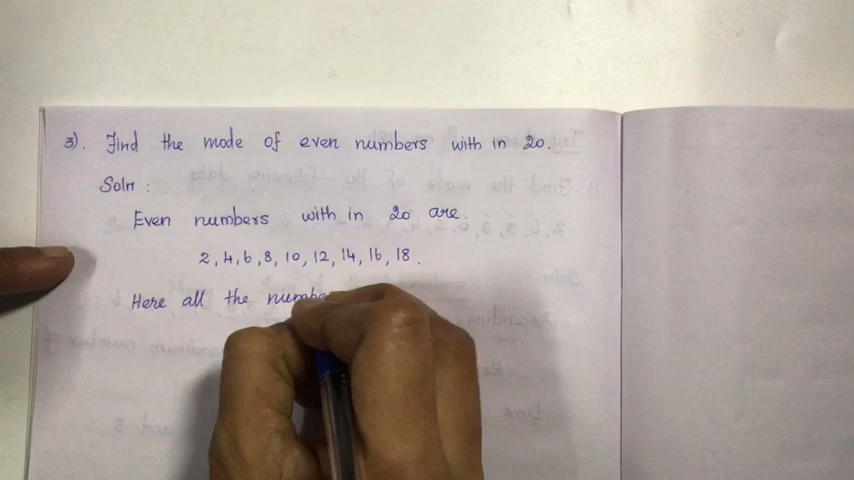 3). Find the mode of even numbers with in 20.
Soln :
Even numbers with in 20 are
2, 4, 6, 8, 10, 12, 14, 16, 18.
Here all the numbe